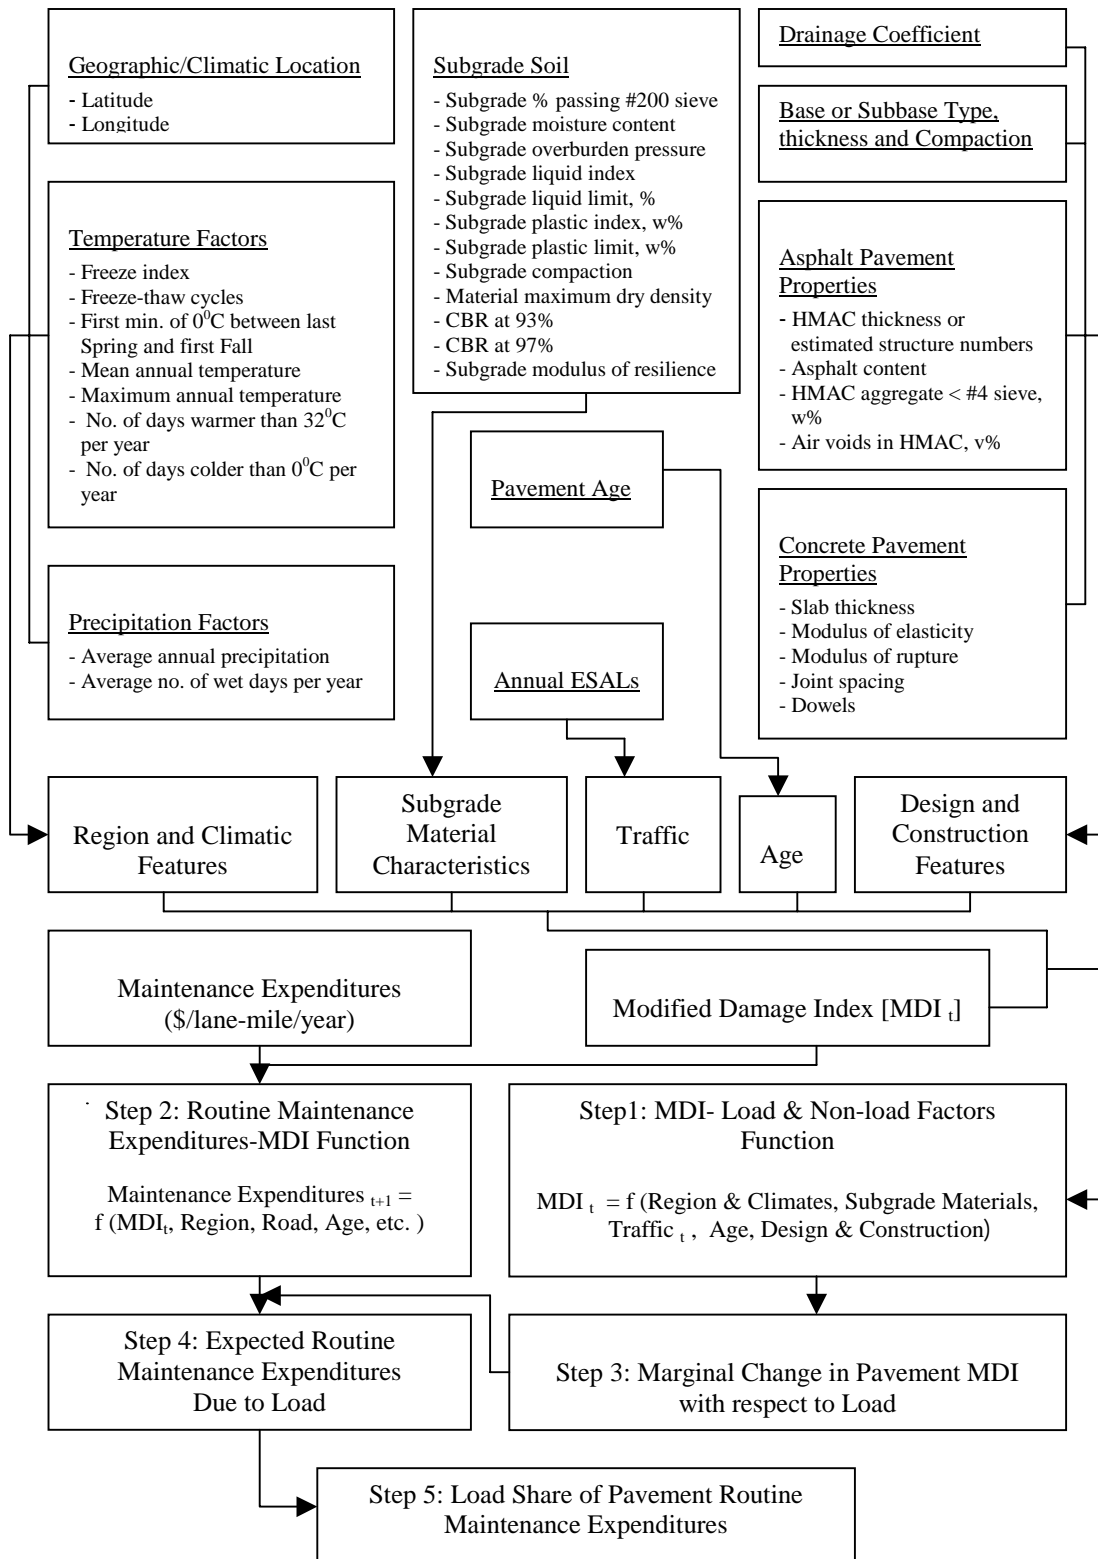 Geographic/Climatic Location
- Latitude
- Longitude
Temperature Factors
- Freeze index
- Freeze-thaw cycles
- First min. of 0⁰C between last
Spring and first Fall
- Mean annual temperature
- Maximum annual temperature
- No. of days warmer than 32⁰C
per year
- No. of days colder than 0⁰C per
year
Precipitation Factors
- Average annual precipitation
- Average no. of wet days per year
Subgrade Soil
- Subgrade % passing #200 sieve
- Subgrade moisture content
- Subgrade overburden pressure
- Subgrade liquid index
- Subgrade liquid limit, %
- Subgrade plastic index, w%
- Subgrade plastic limit, w%
- Subgrade compaction
- Material maximum dry density
- CBR at 93%
- CBR at 97%
- Subgrade modulus of resilience
Pavement Age
Annual ESALs
Drainage Coefficient
Base or Subbase Type,
thickness and Compaction
Asphalt Pavement
Properties
- HMAC thickness or
estimated structure numbers
- Asphalt content
- HMAC aggregate < #4 sieve,
w%
- Air voids in HMAC, v%
Concrete Pavement
Properties
- Slab thickness
- Modulus of elasticity
- Modulus of rupture
- Joint spacing
- Dowels
Region and Climatic
Features
Subgrade
Material
Characteristics
Traffic
Age
Design and
Construction
Features
Maintenance Expenditures
($/lane-mile/year)
Modified Damage Index [MDI t]
Step 2: Routine Maintenance
Expenditures-MDI Function
Maintenance Expenditures t+1 =
f (MDIt, Region, Road, Age, etc. )
Step1: MDI- Load & Non-load Factors
Function
MDI t = f (Region & Climates, Subgrade Materials,
Traffic t , Age, Design & Construction)
Step 4: Expected Routine
Maintenance Expenditures
Due to Load
Step 3: Marginal Change in Pavement MDI
with respect to Load
Step 5: Load Share of Pavement Routine
Maintenance Expenditures